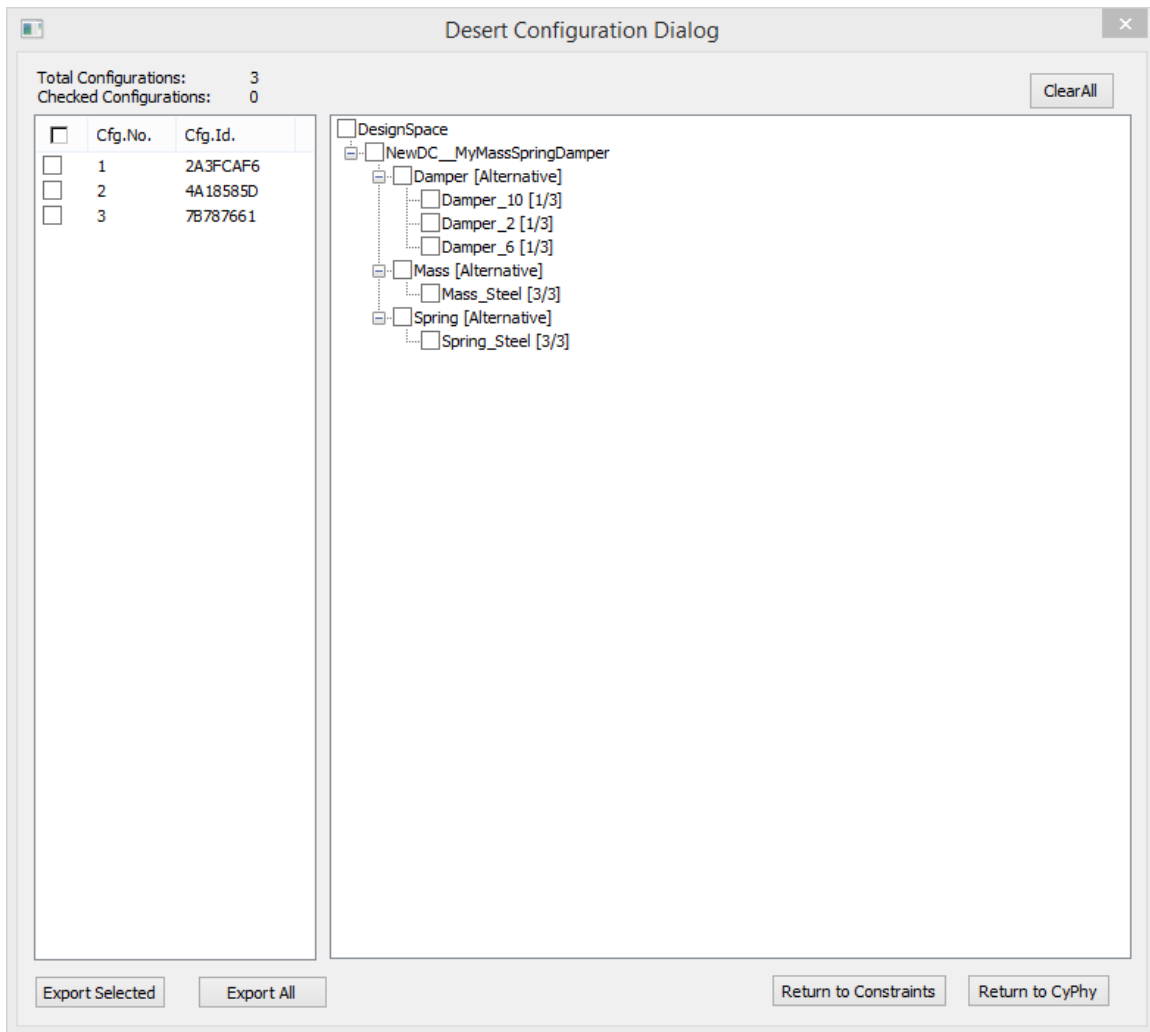 Desert Configuration Dialog
Total Configurations: 3
Checked Configurations: 0
ClearAll
Cfg.No. Cfg.Id.
1 2A3FCAF6
2 4A18585D
3 7B787661
DesignSpace
NewDC__MyMassSpringDamper
Damper [Alternative]
Damper_10 [1/3]
Damper_2 [1/3]
Damper_6 [1/3]
Mass [Alternative]
Mass_Steel [3/3]
Spring [Alternative]
Spring_Steel [3/3]
Export Selected
Export All
Return to Constraints
Return to CyPhy